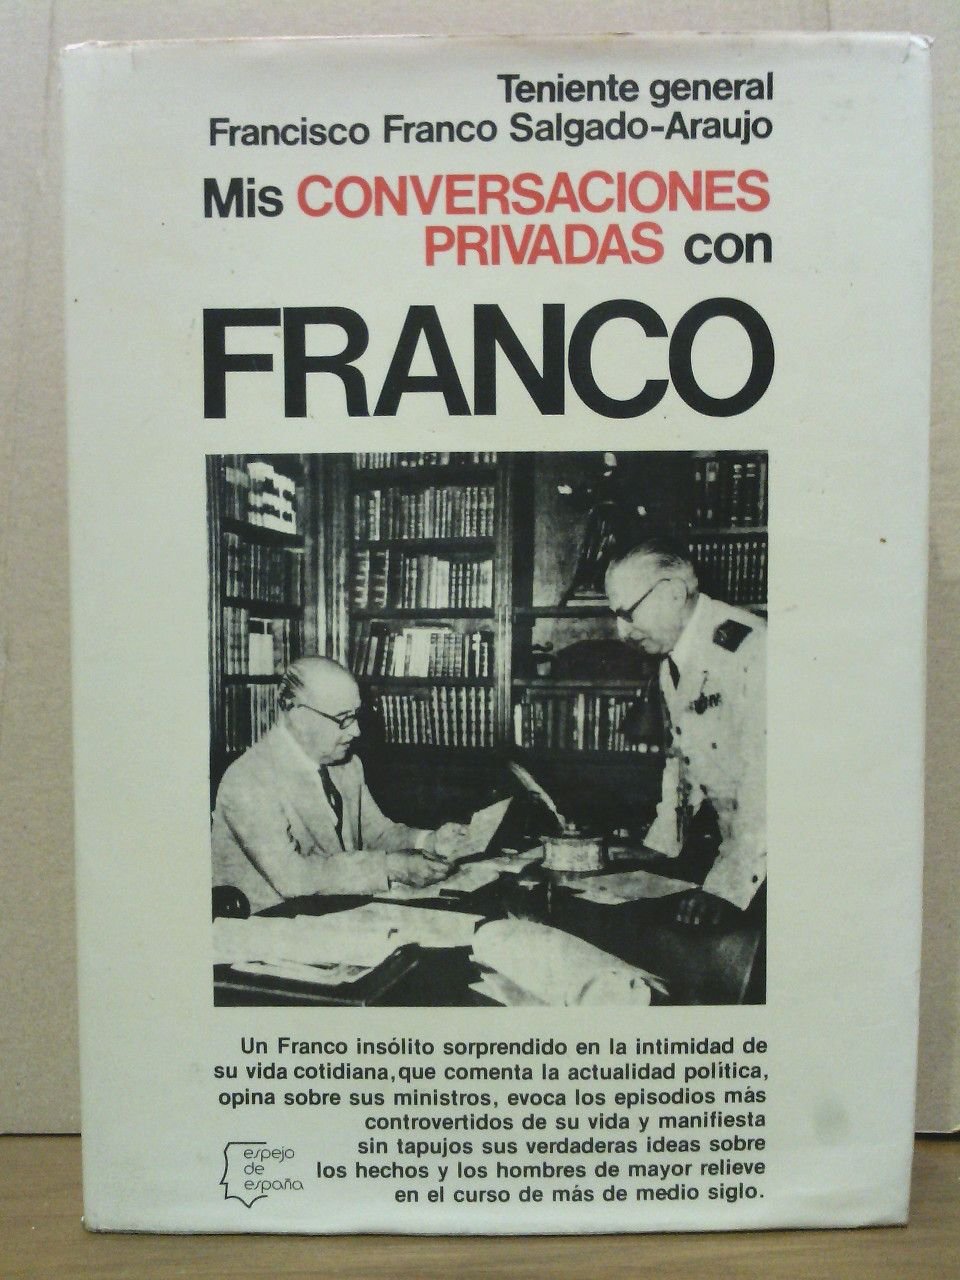 Teniente general
Francisco Franco Salgado-Araujo
Mis CONVERSACIONES
PRIVADAS con
FRANCO
Un Franco insólito sorprendido en la intimidad de
su vida cotidiana, que comenta la actualidad política,
opina sobre sus ministros, evoca los episodios más
controvertidos de su vida y manifiesta
sin tapujos sus verdaderas ideas sobre
los hechos y los hombres de mayor relieve
en el curso de más de medio siglo.
espejo
de
españa